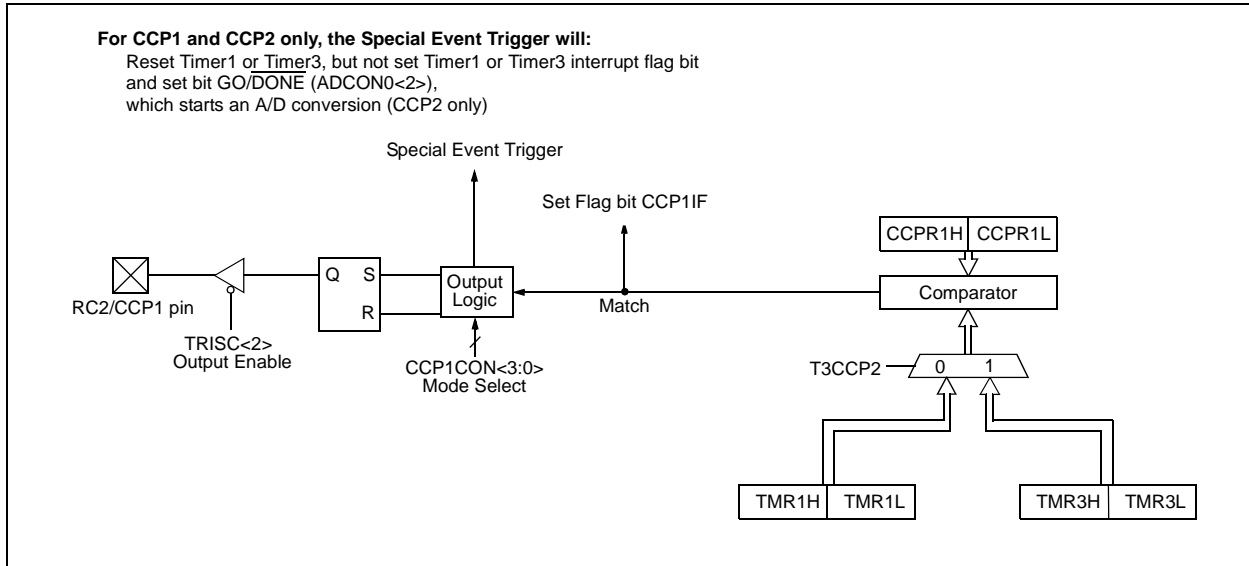 For CCP1 and CCP2 only, the Special Event Trigger will:
Reset Timer1 or Timer3, but not set Timer1 or Timer3 interrupt flag bit
and set bit GO/DONE (ADCON0<2>),
which starts an A/D conversion (CCP2 only)
Special Event Trigger
Set Flag bit CCP1IF
CCPR1H CCPR1L
Q S
R
Output
Logic
Comparator
Match
RC2/CCP1 pin
TRISC<2>
Output Enable
CCP1CON<3:0>
Mode Select
T3CCP2
0 1
TMR1H TMR1L
TMR3H TMR3L